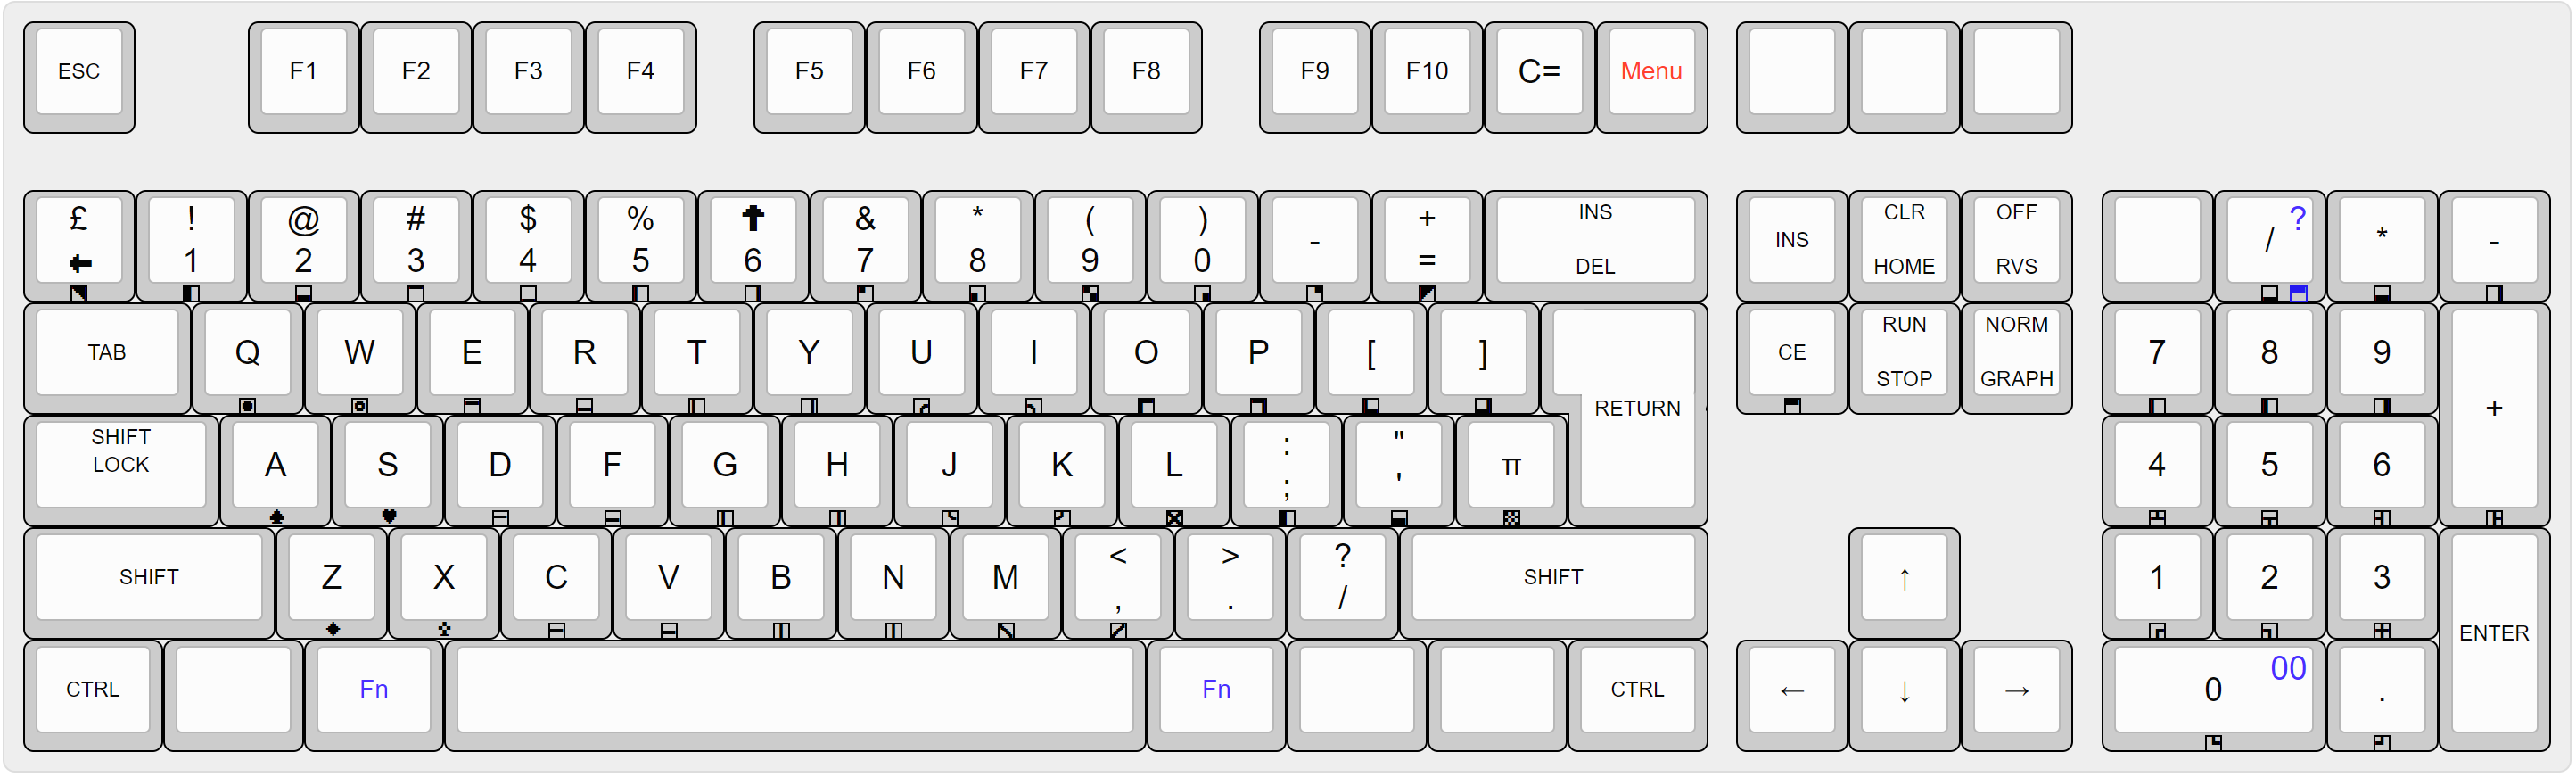 ESC F1 F2 F3 F4 F5 F6 F7 F8 F9 F10 C= Menu
£ ! @ # $ % 🠅 & * ( ) + INS CLR OFF ?
🠄 1 2 3 4 5 6 7 8 9 0 - = DEL INS HOME RVS / * -
TAB Q W E R T Y U I O P [ ] RETURN CE RUN NORM 7 8 9 +
STOP GRAPH
SHIFT : "
LOCK A S D F G H J K L ; ' π 4 5 6
< > ?
SHIFT Z X C V B N M , . / SHIFT ↑ 1 2 3 ENTER
00
CTRL Fn Fn CTRL ← ↓ → 0 .